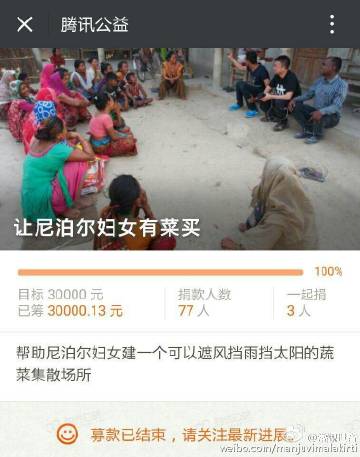 腾讯公益
让尼泊尔妇女有菜买
100%
目标 30000 元
捐款人数
一起捐
已筹 30000.13 元
77 人
3 人
帮助尼泊尔妇女建一个可以遮风挡雨挡太阳的蔬
菜集散场所
募款已结束，请关注最新进展。
weibo.com/manjuvimalakirti